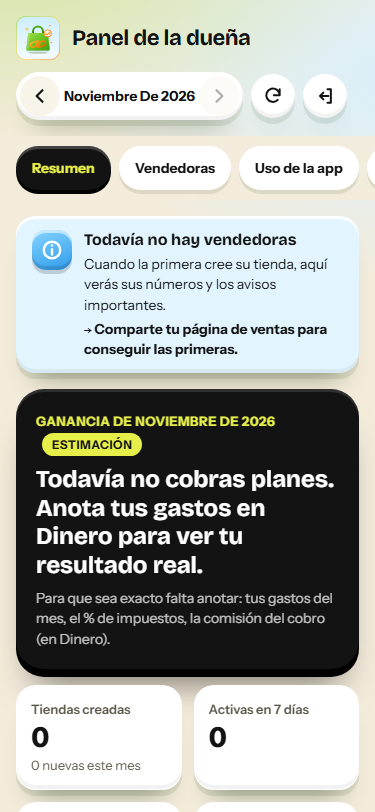 Panel de la dueña
Noviembre De 2026
Resumen
Vendedoras
Uso de la app
Todavía no hay vendedoras
Cuando la primera cree su tienda, aquí
verás sus números y los avisos
importantes.
→ Comparte tu página de ventas para
conseguir las primeras.
GANANCIA DE NOVIEMBRE DE 2026
ESTIMACIÓN
Todavía no cobras planes.
Anota tus gastos en
Dinero para ver tu
resultado real.
Para que sea exacto falta anotar: tus gastos del
mes, el % de impuestos, la comisión del cobro
(en Dinero).
Tiendas creadas
0
0 nuevas este mes
Activas en 7 días
0